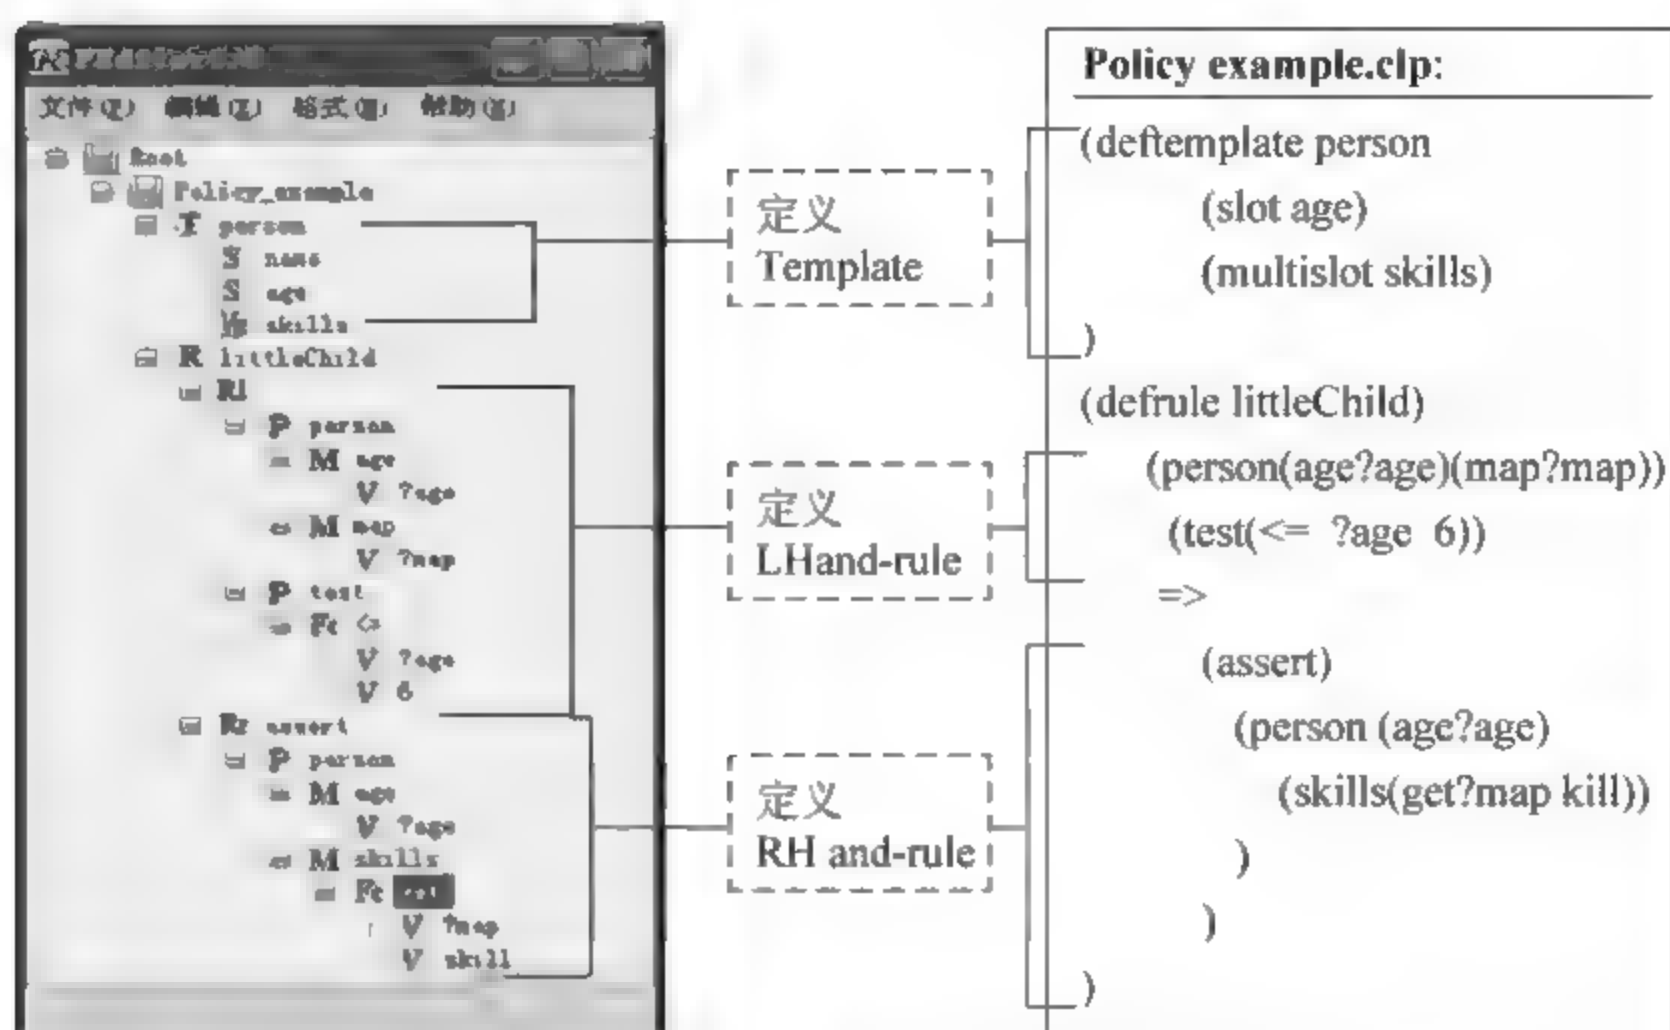 文件(F) 编辑(E) 格式(M) 帮助(H)
Root
Policy_example
T person
S name
S age
skills
R littleChild
Rl
P person
M age
V ?age
M map
V ?map
P test
Fc <=
V ?age
V 6
Rr assert
P person
M age
V ?age
M skills
Fc
V ?map
V skill
定义
Template
定义
LHand-rule
定义
RH and-rule
Policy example.clp:
(deftemplate person
(slot age)
(multislot skills)
)
(defrule littleChild)
(person(age?age)(map?map))
(test(<= ?age 6))
=>
(assert)
(person (age?age)
(skills(get?map kill))
)
)
)